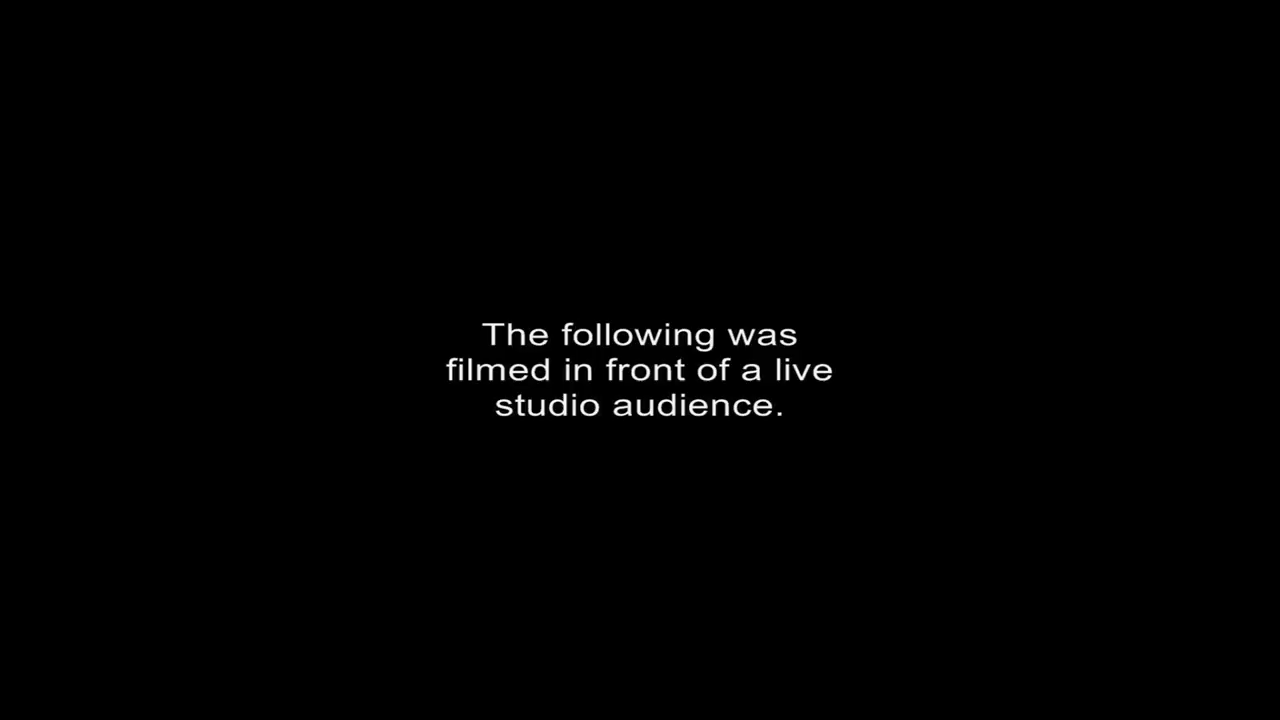 The following was
filmed in front of a live
studio audience.